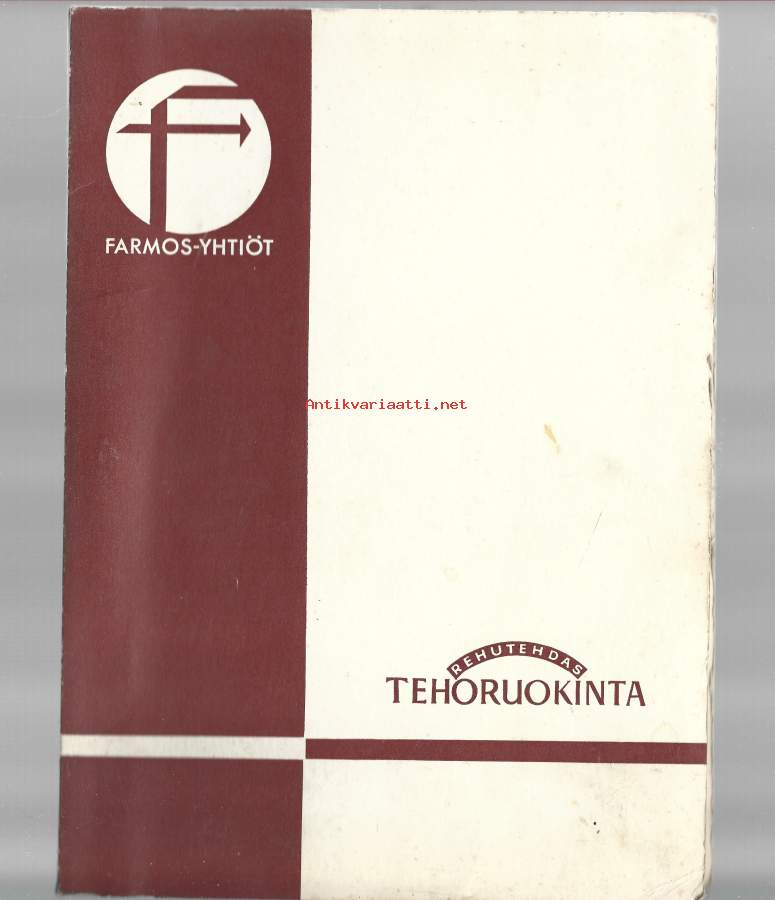 FARMOS-YHTIÖT
Antikvariaatti.net
REHUTEHDAS
TEHORUOKINTA